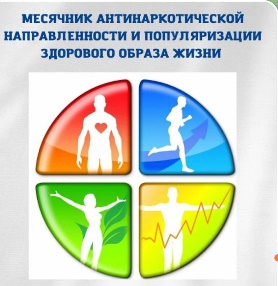 МЕСЯЧНИК АНТИНАРКОТИЧЕСКОЙ
НАПРАВЛЕННОСТИ И ПОПУЛЯРИЗАЦИИ
ЗДОРОВОГО ОБРАЗА ЖИЗНИ